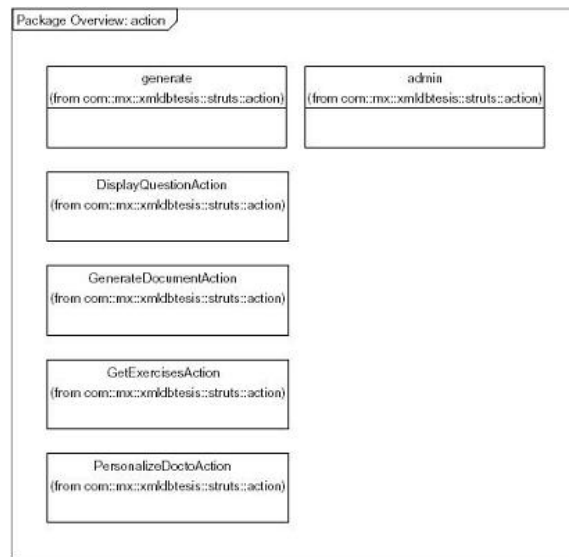 Package Overview: action
generate
(from com::mx::xmldbtesis::struts::action)
admin
(from com::mx::xmldbtesis::struts::action)
DisplayQuestionAction
(from com::mx::xmldbtesis::struts::action)
GenerateDocumentAction
(from com::mx::xmldbtesis::struts::action)
GetExercisesAction
(from com::mx::xmldbtesis::struts::action)
PersonalizeDoctoAction
(from com::mx::xmldbtesis::struts::action)